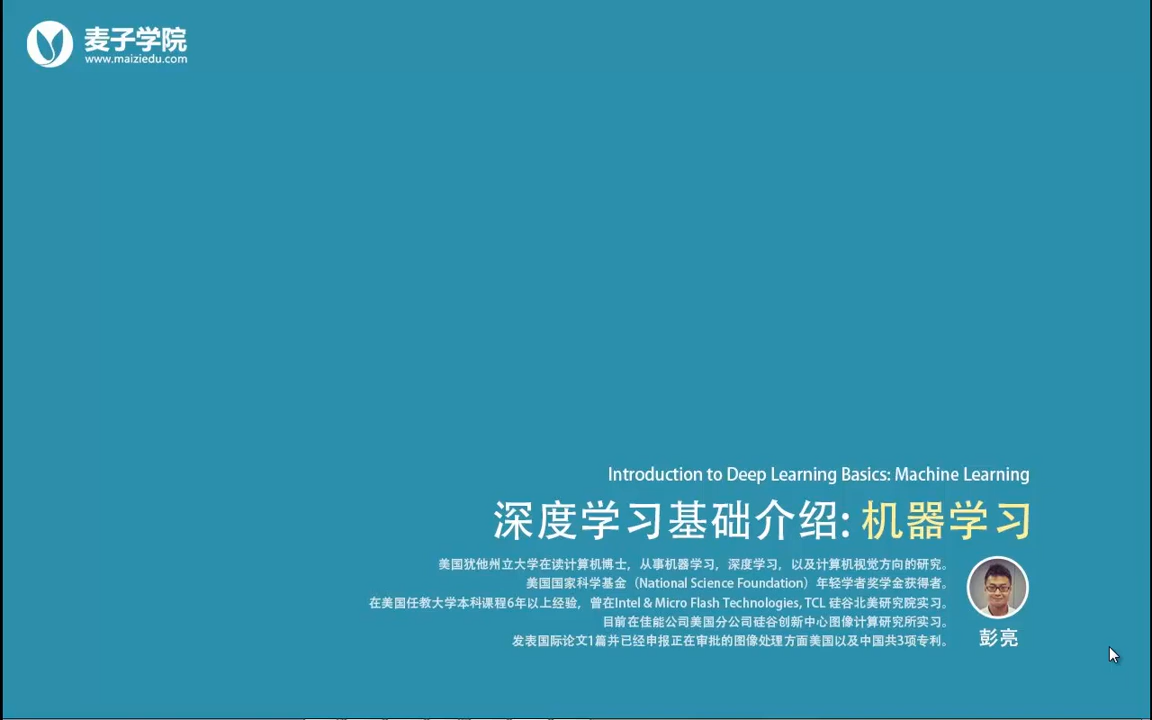 麦子学院
www.maiziedu.com
Introduction to Deep Learning Basics: Machine Learning
深度学习基础介绍: 机器学习
美国犹他州立大学在读计算机博士，从事机器学习，深度学习，以及计算机视觉方向的研究。
美国国家科学基金（National Science Foundation）年轻学者奖学金获得者。
在美国任教大学本科课程6年以上经验，曾在Intel & Micro Flash Technologies, TCL 硅谷北美研究院实习。
目前在佳能公司美国分公司硅谷创新中心图像计算研究所实习。
发表国际论文1篇并已经申报正在审批的图像处理方面美国以及中国共3项专利。
彭亮